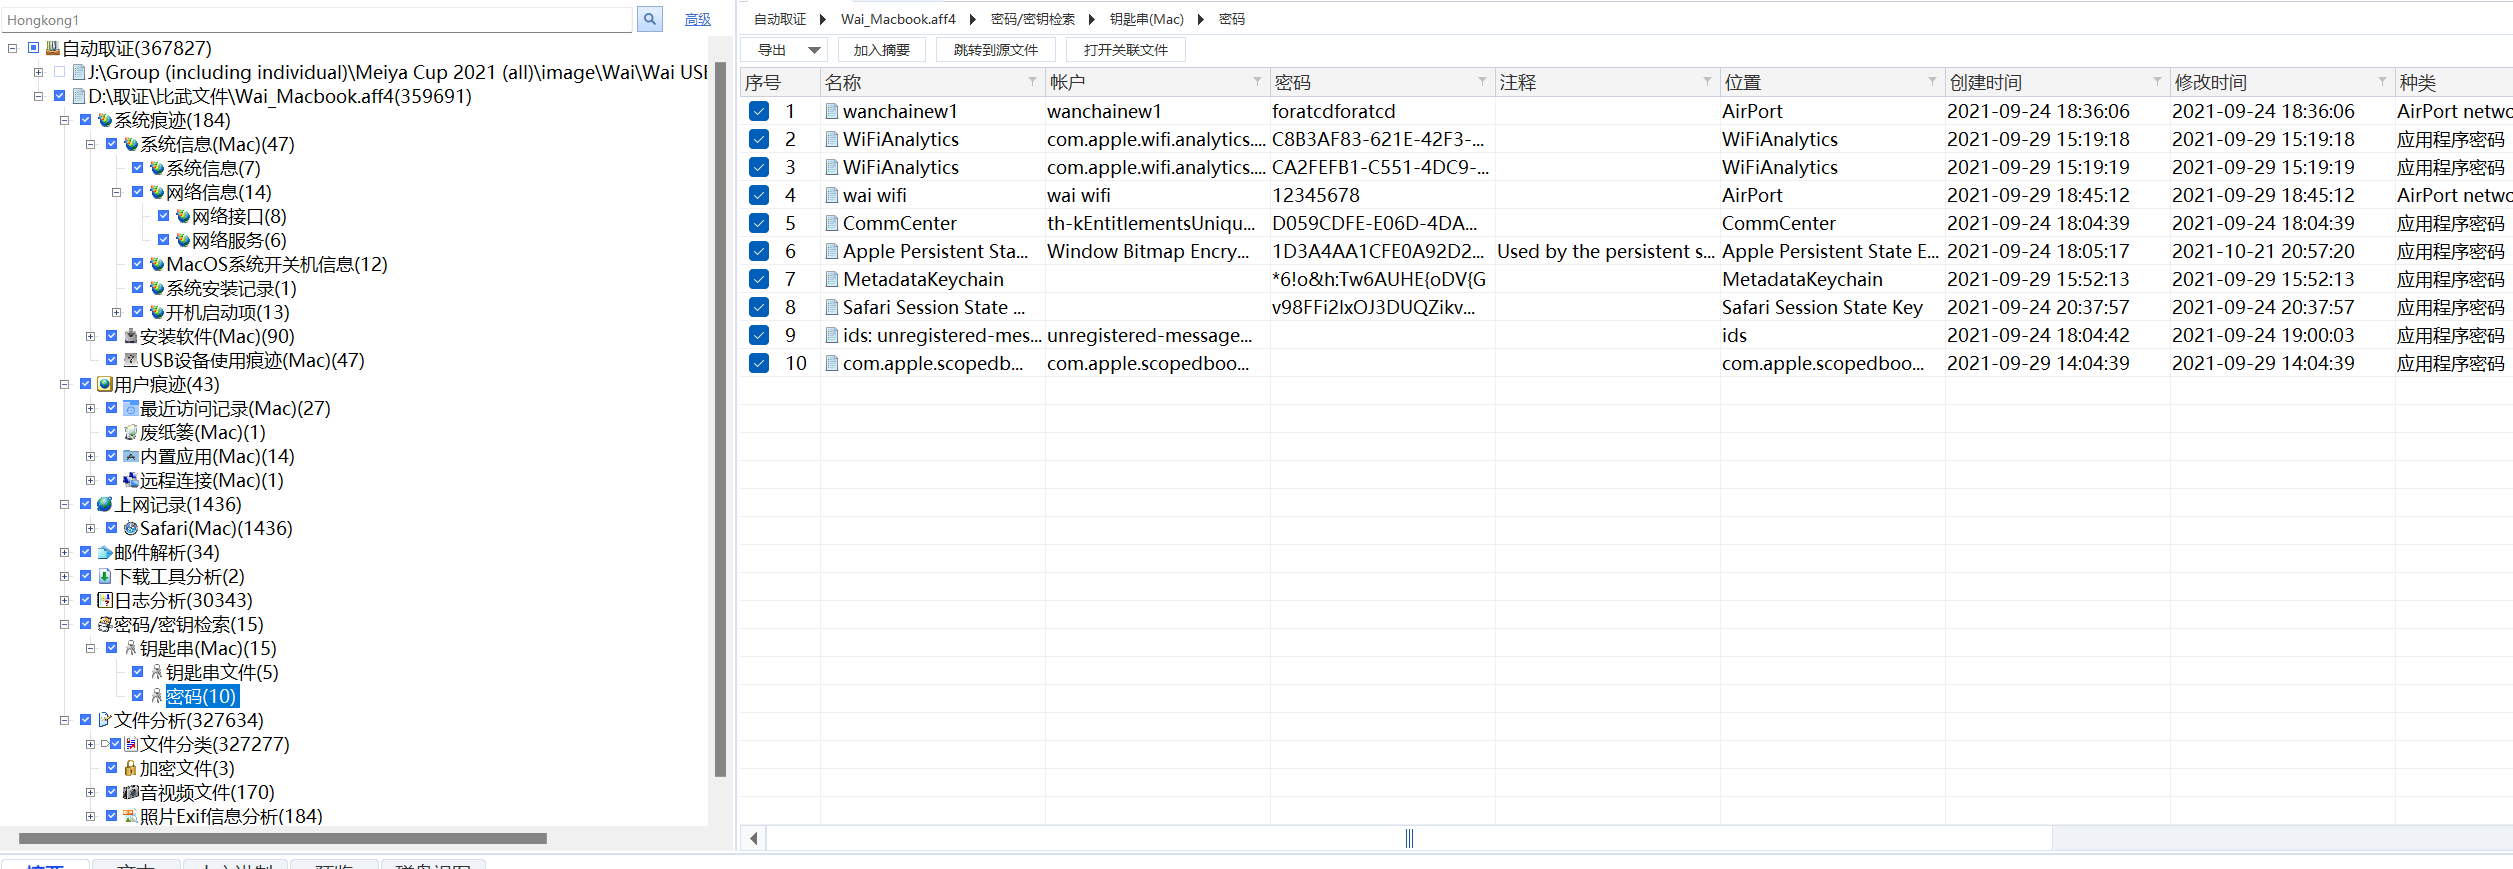 Hongkong1
高级
自动取证(367827)
J:\Group (including individual)\Meiya Cup 2021 (all)\image\Wai\Wai USE
D:\取证\比武文件\Wai_Macbook.aff4(359691)
系统痕迹(184)
系统信息(Mac)(47)
系统信息(7)
网络信息(14)
网络接口(8)
网络服务(6)
MacOS系统开关机信息(12)
系统安装记录(1)
开机启动项(13)
安装软件(Mac)(90)
USB设备使用痕迹(Mac)(47)
用户痕迹(43)
最近访问记录(Mac)(27)
废纸篓(Mac)(1)
内置应用(Mac)(14)
远程连接(Mac)(1)
上网记录(1436)
Safari(Mac)(1436)
邮件解析(34)
下载工具分析(2)
日志分析(30343)
密码/密钥检索(15)
钥匙串(Mac)(15)
钥匙串文件(5)
密码(10)
文件分析(327634)
文件分类(327277)
加密文件(3)
音视频文件(170)
照片Exif信息分析(184)
自动取证 Wai_Macbook.aff4 密码/密钥检索 钥匙串(Mac) 密码
导出 加入摘要 跳转到源文件 打开关联文件
序号 名称 帐户 密码 注释 位置 创建时间 修改时间 种类
1 wanchainew1 wanchainew1 foratcdforatcd AirPort 2021-09-24 18:36:06 2021-09-24 18:36:06 AirPort netwo
2 WiFiAnalytics com.apple.wifi.analytics.... C8B3AF83-621E-42F3-... WiFiAnalytics 2021-09-29 15:19:18 2021-09-29 15:19:18 应用程序密码
3 WiFiAnalytics com.apple.wifi.analytics.... CA2FEFB1-C551-4DC9-... WiFiAnalytics 2021-09-29 15:19:19 2021-09-29 15:19:19 应用程序密码
4 wai wifi wai wifi 12345678 AirPort 2021-09-29 18:45:12 2021-09-29 18:45:12 AirPort netwo
5 CommCenter th-kEntitlementsUniqu... D059CDFE-E06D-4DA... CommCenter 2021-09-24 18:04:39 2021-09-24 18:04:39 应用程序密码
6 Apple Persistent Sta... Window Bitmap Encry... 1D3A4AA1CFE0A92D2... Used by the persistent s... Apple Persistent State E... 2021-09-24 18:05:17 2021-10-21 20:57:20 应用程序密码
7 MetadataKeychain *6!o&h:Tw6AUHE{oDV{G MetadataKeychain 2021-09-29 15:52:13 2021-09-29 15:52:13 应用程序密码
8 Safari Session State ... v98FFi2lxOJ3DUQZikv... Safari Session State Key 2021-09-24 20:37:57 2021-09-24 20:37:57 应用程序密码
9 ids: unregistered-mes... unregistered-message... ids 2021-09-24 18:04:42 2021-09-24 19:00:03 应用程序密码
10 com.apple.scopedb... com.apple.scopedboo... com.apple.scopedboo... 2021-09-29 14:04:39 2021-09-29 14:04:39 应用程序密码